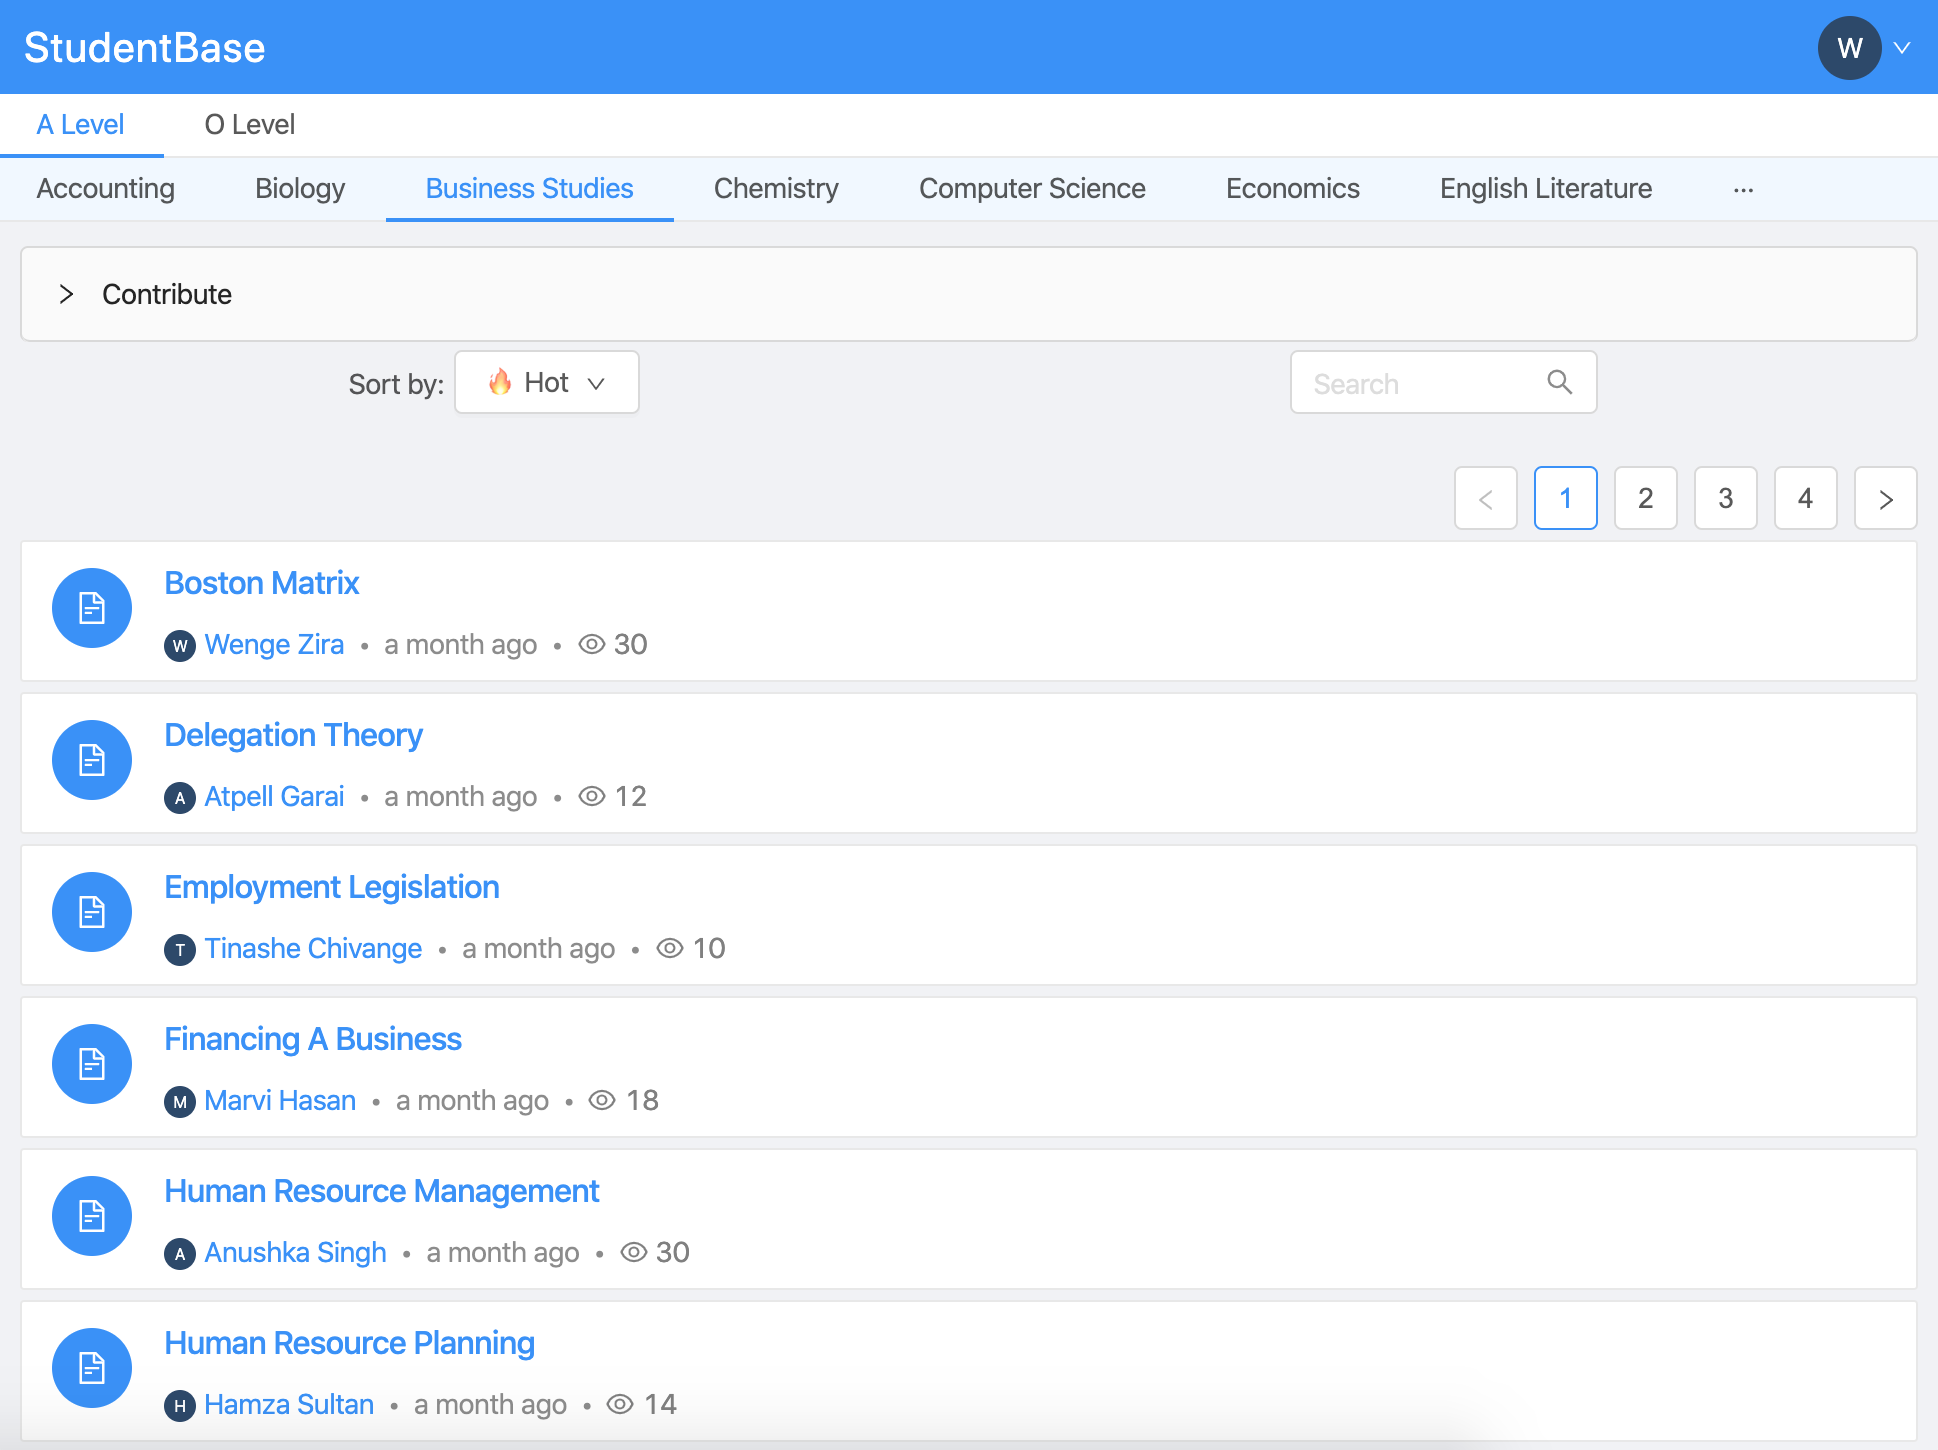 StudentBase
W
A Level O Level
Accounting Biology Business Studies Chemistry Computer Science Economics English Literature ...
Contribute
Sort by: 🔥 Hot Search
1 2 3 4
Boston Matrix
W Wenge Zira • a month ago • 30
Delegation Theory
A Atpell Garai • a month ago • 12
Employment Legislation
T Tinashe Chivange • a month ago • 10
Financing A Business
M Marvi Hasan • a month ago • 18
Human Resource Management
A Anushka Singh • a month ago • 30
Human Resource Planning
H Hamza Sultan • a month ago • 14